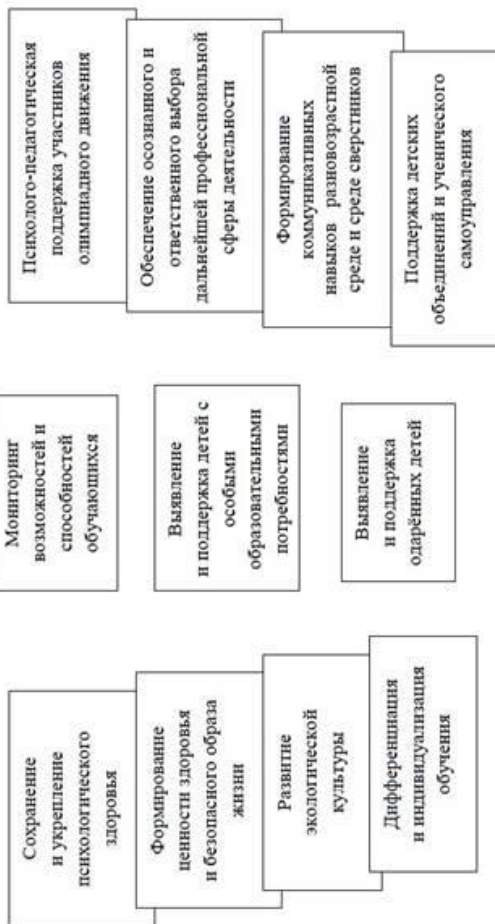 Сохранение
и укрепление
психологического
здоровья
Мониторинг
возможностей и
способностей
обучающихся
Психолого-педагогическая
поддержка участников
олимпиадного движения
Формирование
ценности здоровья
и безопасного образа
жизни
Выявление
и поддержка детей с
особыми
образовательными
потребностями
Обеспечение осознанного и
ответственного выбора
дальнейшей профессиональной
сферы деятельности
Развитие
экологической
культуры
Формирование
коммуникативных
навыков разновозрастной
среде и среде сверстников
Дифференциация
и индивидуализация
обучения
Выявление
и поддержка
одарённых детей
Поддержка детских
объединений и ученического
самоуправления